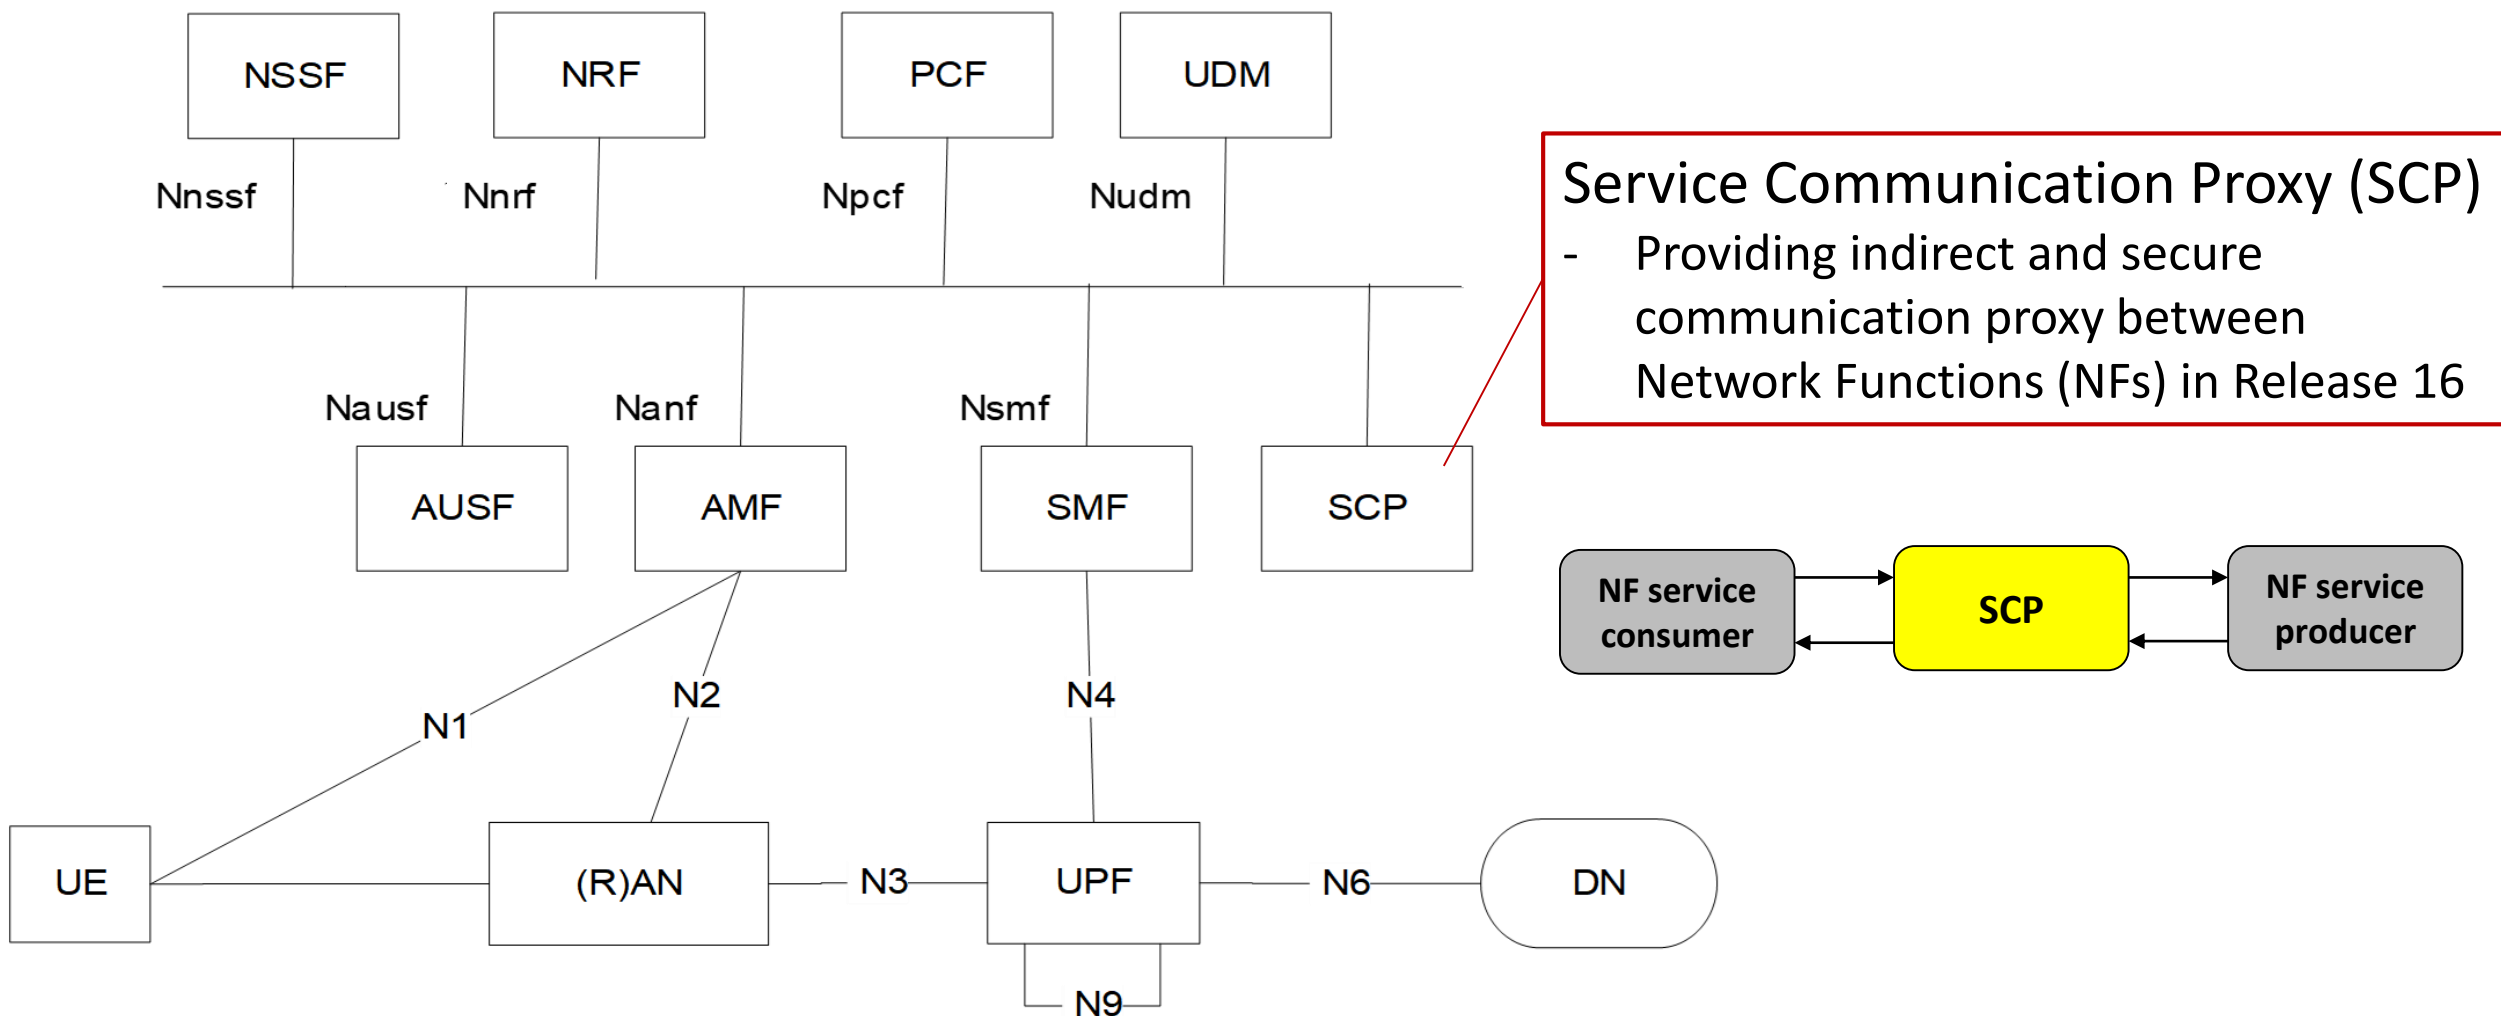 NSSF
NRF
PCF
UDM
Nnssf
Nnrf
Npcf
Nudm
Service Communication Proxy (SCP)
- Providing indirect and secure
communication proxy between
Network Functions (NFs) in Release 16
Nausf
Nanf
Nsmf
AUSF
AMF
SMF
SCP
NF service
consumer
SCP
NF service
producer
N1
N2
N4
UE
(R)AN
N3
UPF
N6
DN
N9